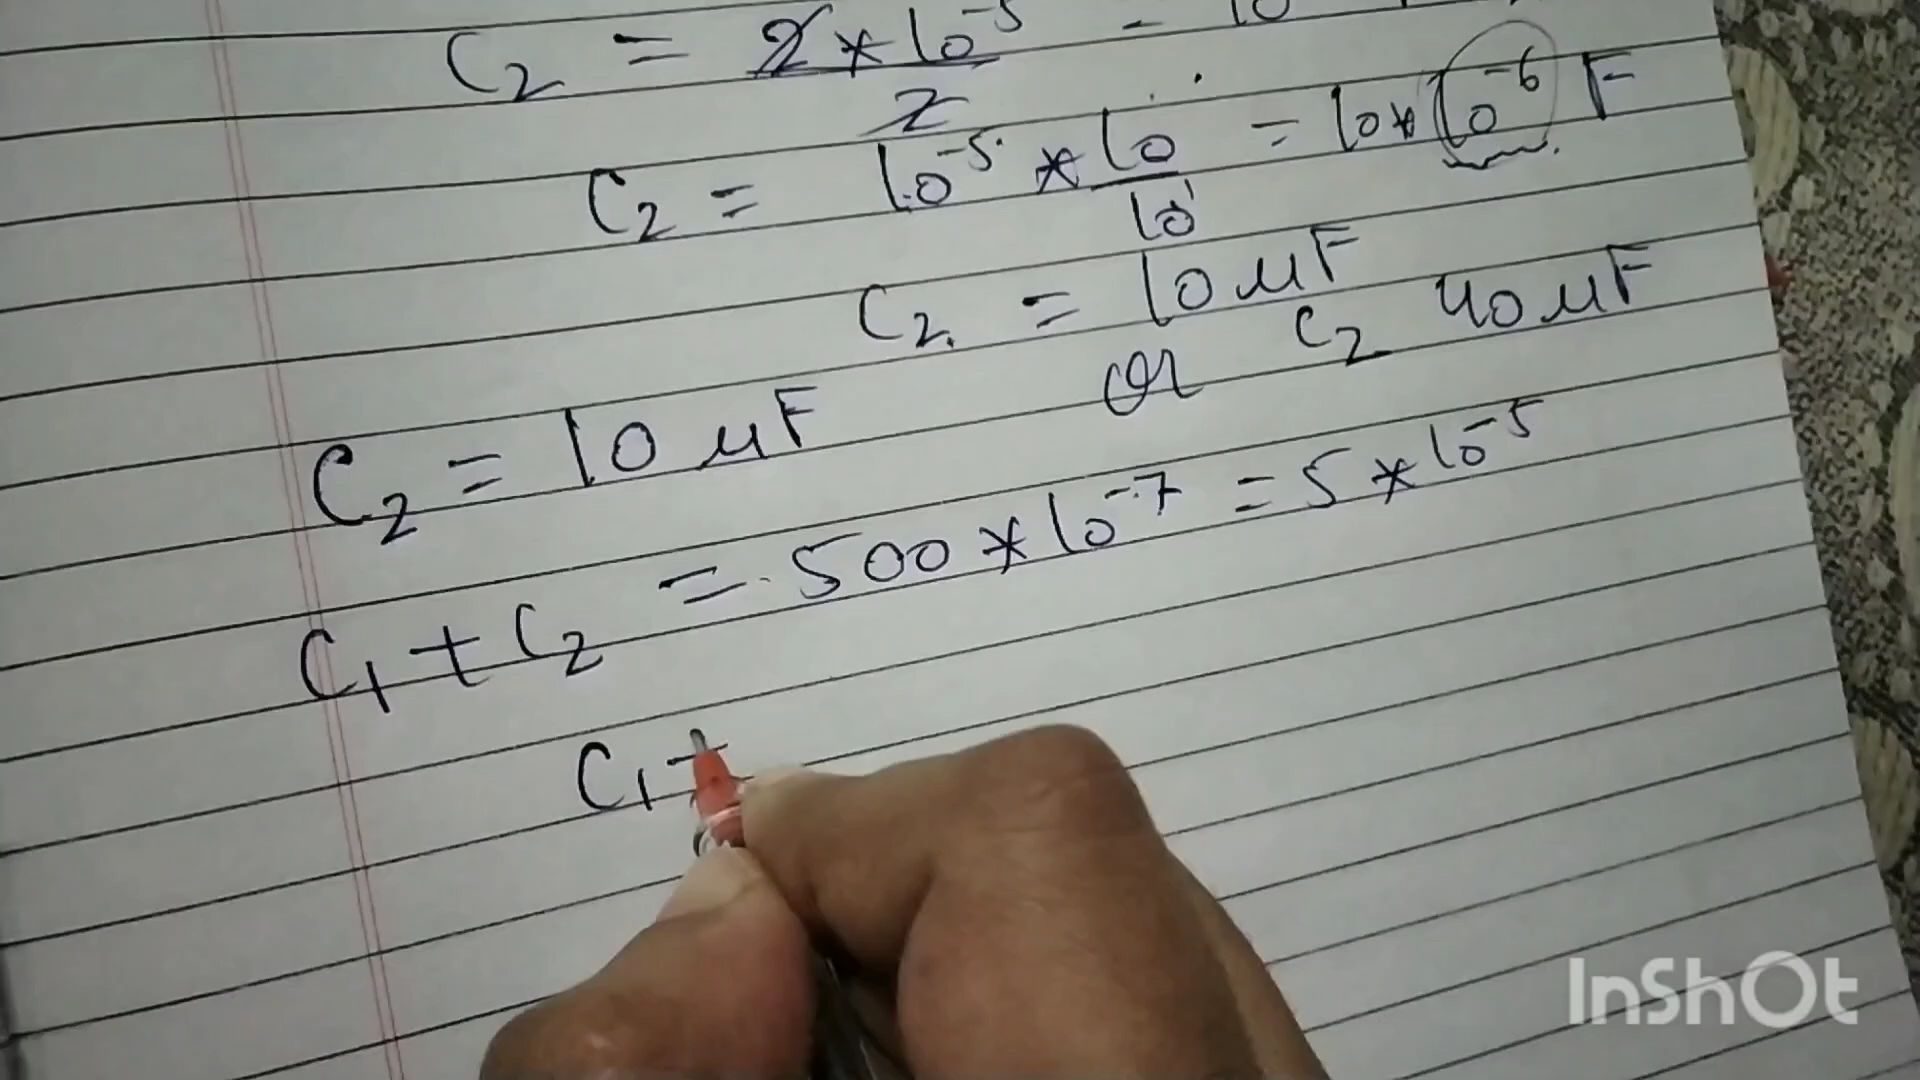 C₂ = 2 * 10⁻⁵ = 10
2
C₂ = 10⁻⁵ * 10 = 10 * 10⁻⁶ F
10¹
C₂ = 10 μF
or C₂ 40 μF
C₂ = 10 μF
C₁ + C₂ = 500 * 10⁻⁷ = 5 * 10⁻⁵
C₁ +
InShOt